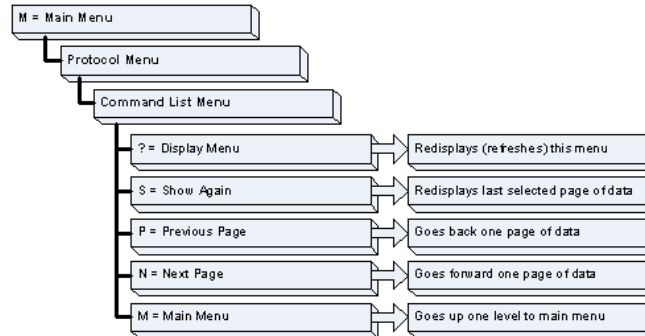 M = Main Menu
Protocol Menu
Command List Menu
? = Display Menu
Redisplays (refreshes) this menu
S = Show Again
Redisplays last selected page of data
P = Previous Page
Goes back one page of data
N = Next Page
Goes forward one page of data
M = Main Menu
Goes up one level to main menu